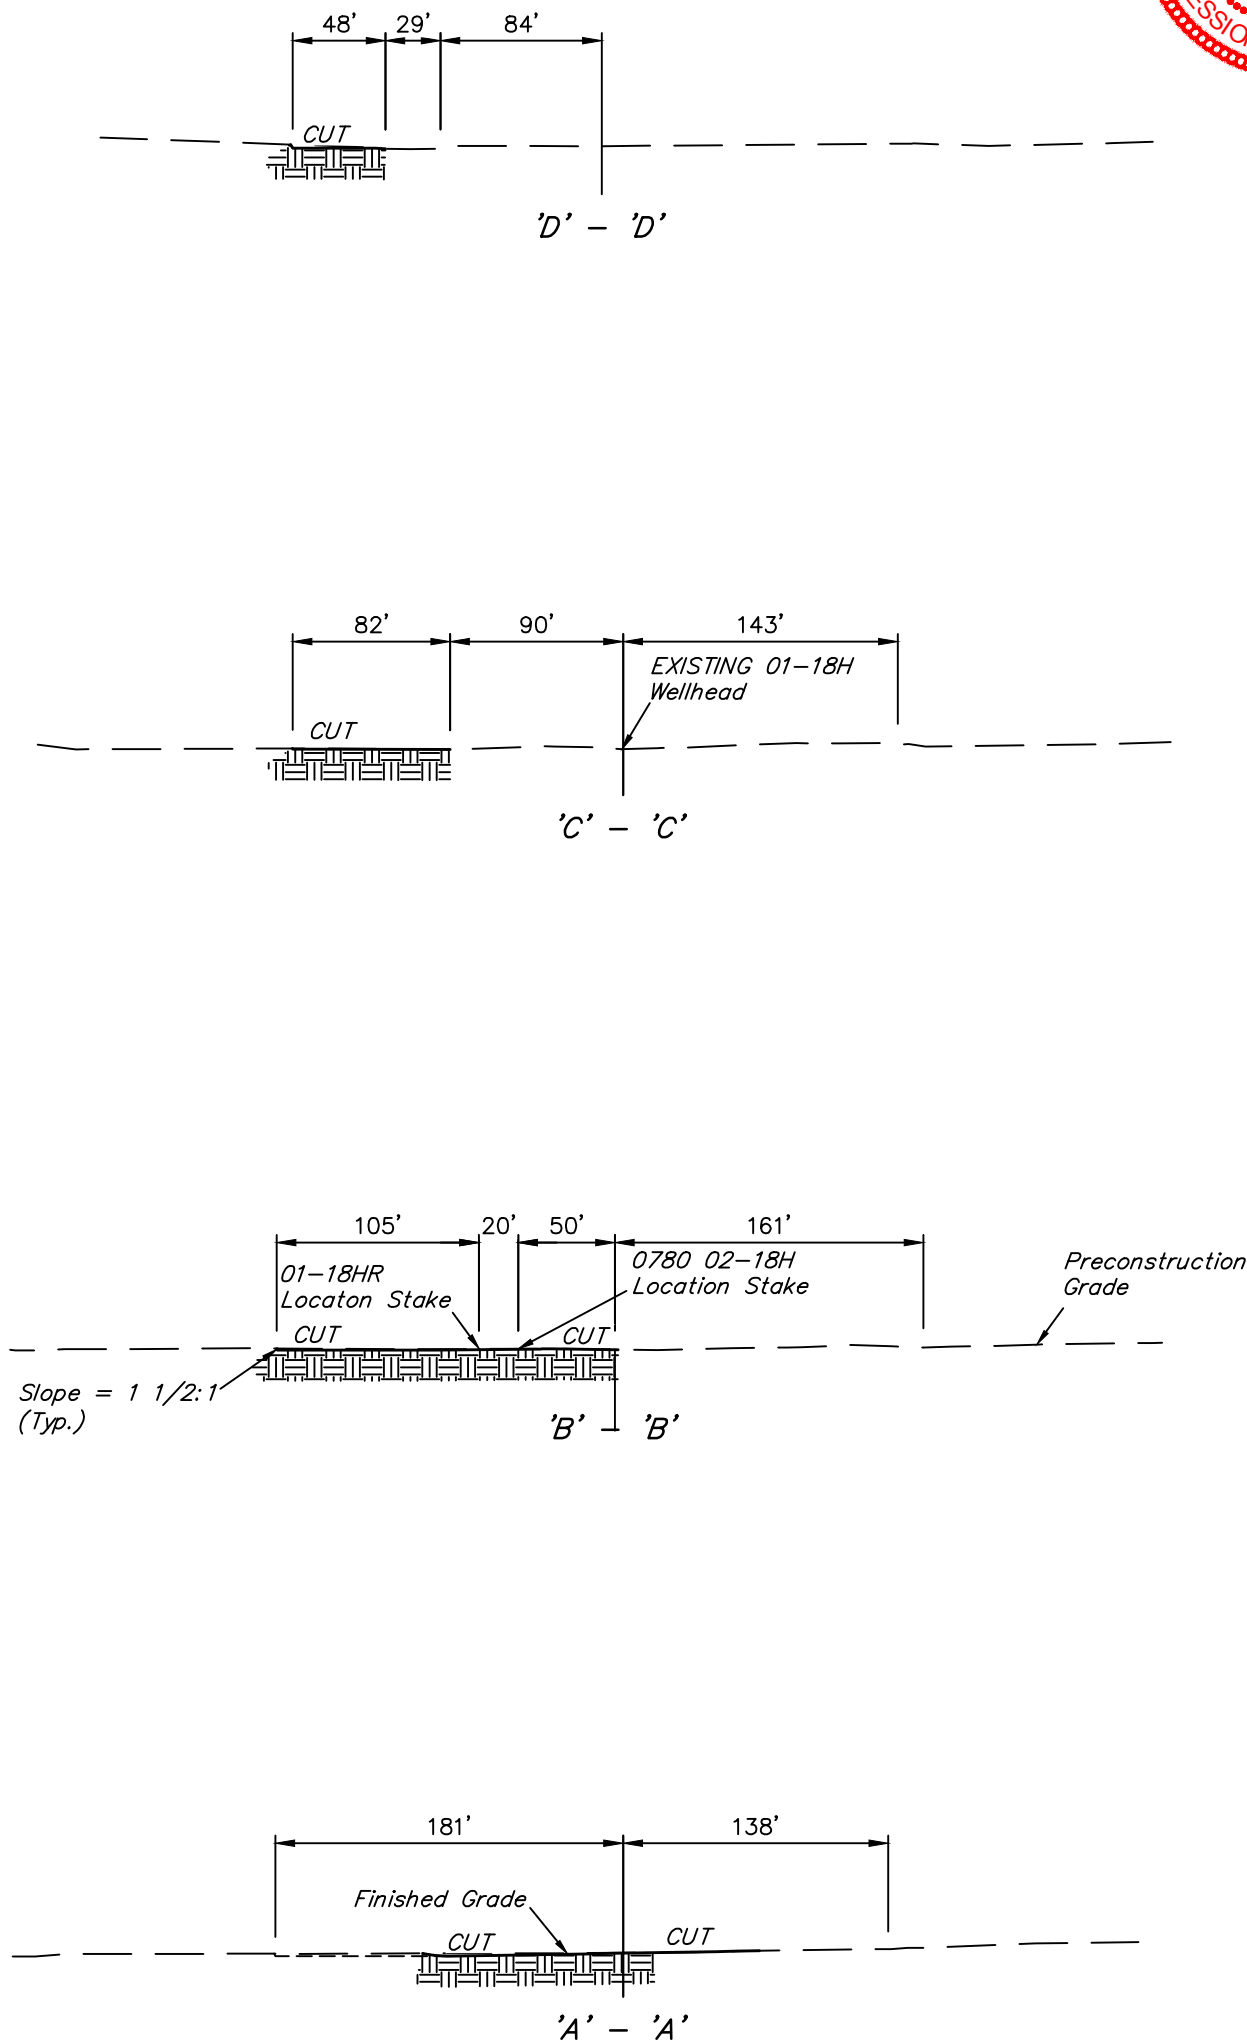 48' 29' 84'
CUT
'D' - 'D'
82' 90' 143'
EXISTING 01-18H
Wellhead
CUT
'C' - 'C'
105' 20' 50' 161'
01-18HR
Locaton Stake
0780 02-18H
Location Stake
Preconstruction
Grade
CUT CUT
Slope = 1 1/2:1
(Typ.)
'B' - 'B'
181' 138'
Finished Grade
CUT CUT
'A' - 'A'